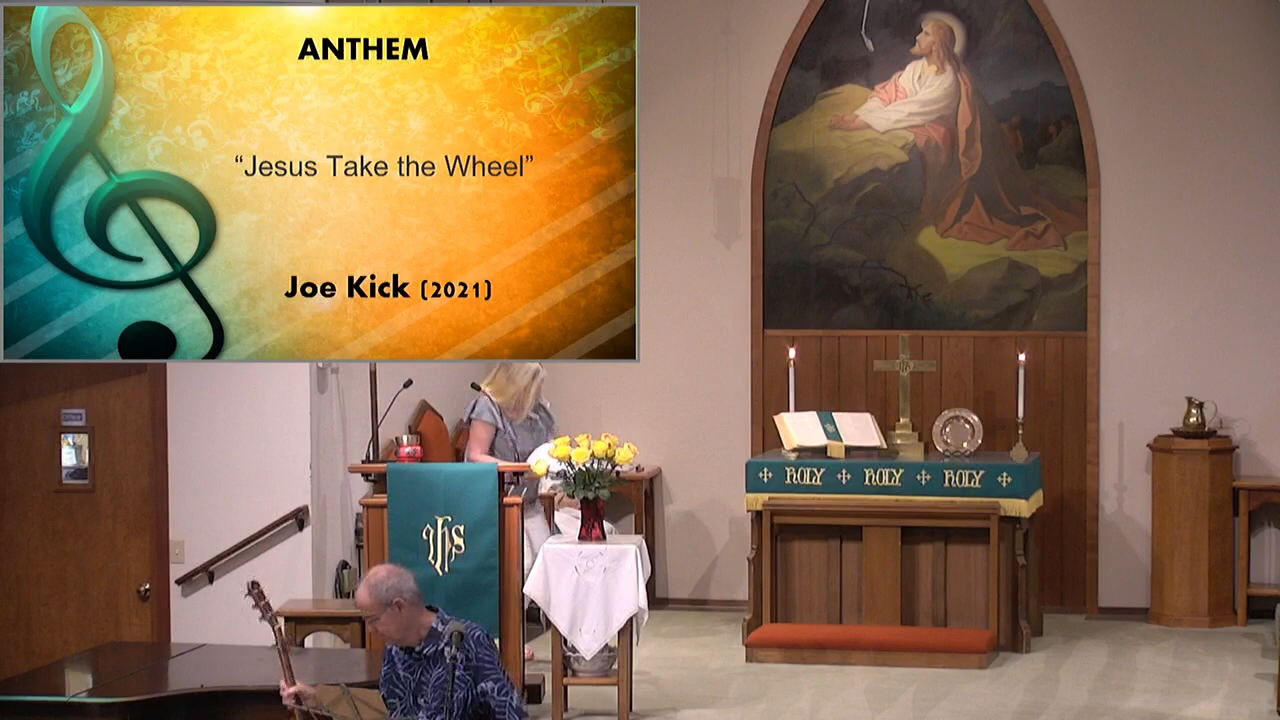 ANTHEM
“Jesus Take the Wheel”
Joe Kick (2021)
IHS
HOLY HOLY HOLY